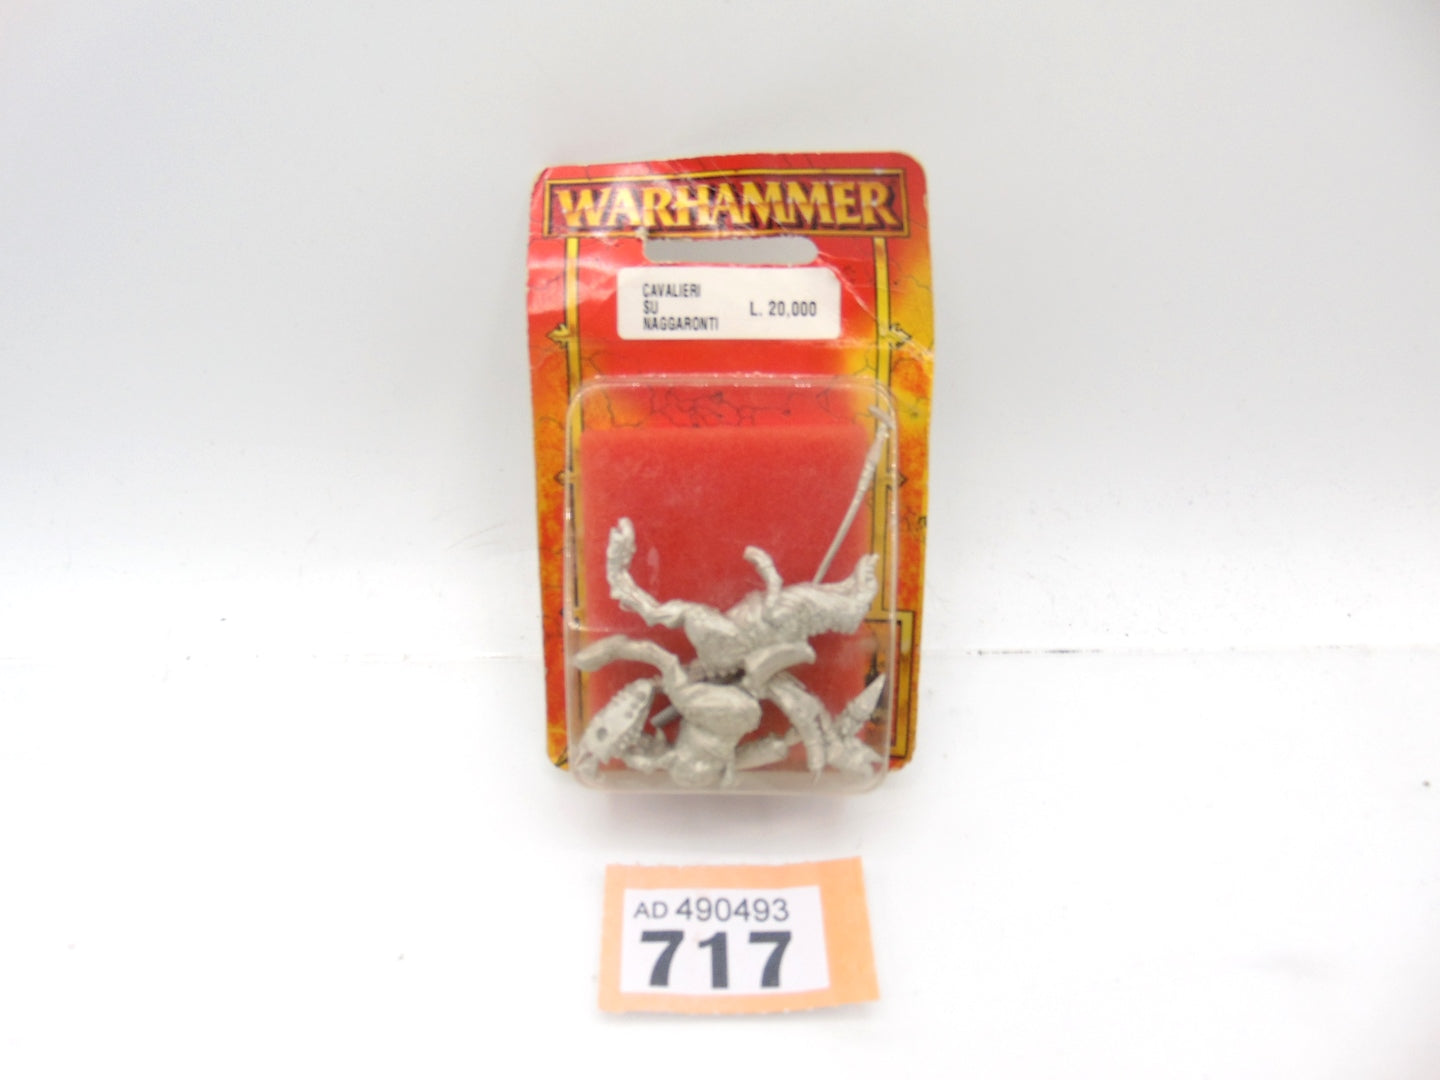 WARHAMMER
CAVALIERI
SU L. 20,000
NAGGARONTI
AD 490493
717